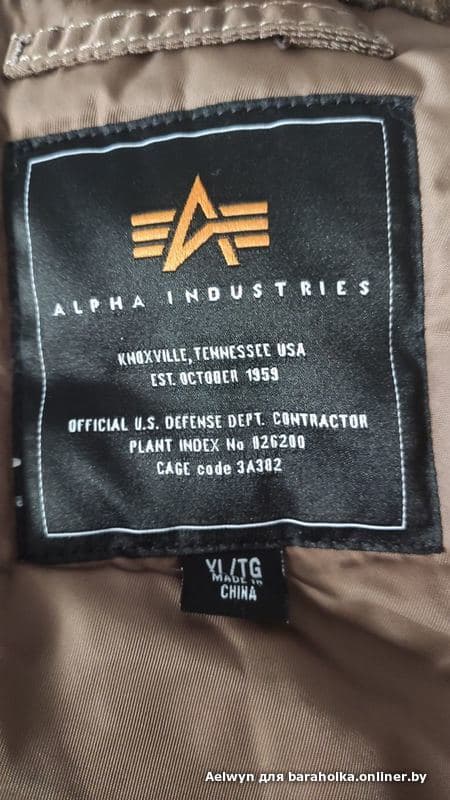 ALPHA INDUSTRIES
KNOXVILLE, TENNESSEE USA
EST. OCTOBER 1959
OFFICIAL U.S. DEFENSE DEPT. CONTRACTOR
PLANT INDEX No 026200
CAGE code 3A302
XL/TG
MADE IN
CHINA
Aelwyn для baraholka.onliner.by